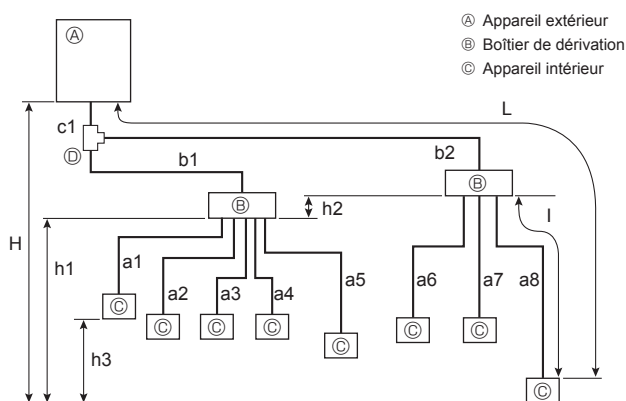 Ⓐ Appareil extérieur
Ⓑ Boîtier de dérivation
Ⓒ Appareil intérieur
Ⓐ
L
c1
Ⓓ
b1
b2
Ⓑ
Ⓑ
h2
I
H
h1
a1
a2
a3
a4
a5
a6
a7
a8
Ⓒ
Ⓒ
Ⓒ
Ⓒ
Ⓒ
Ⓒ
Ⓒ
h3
Ⓒ